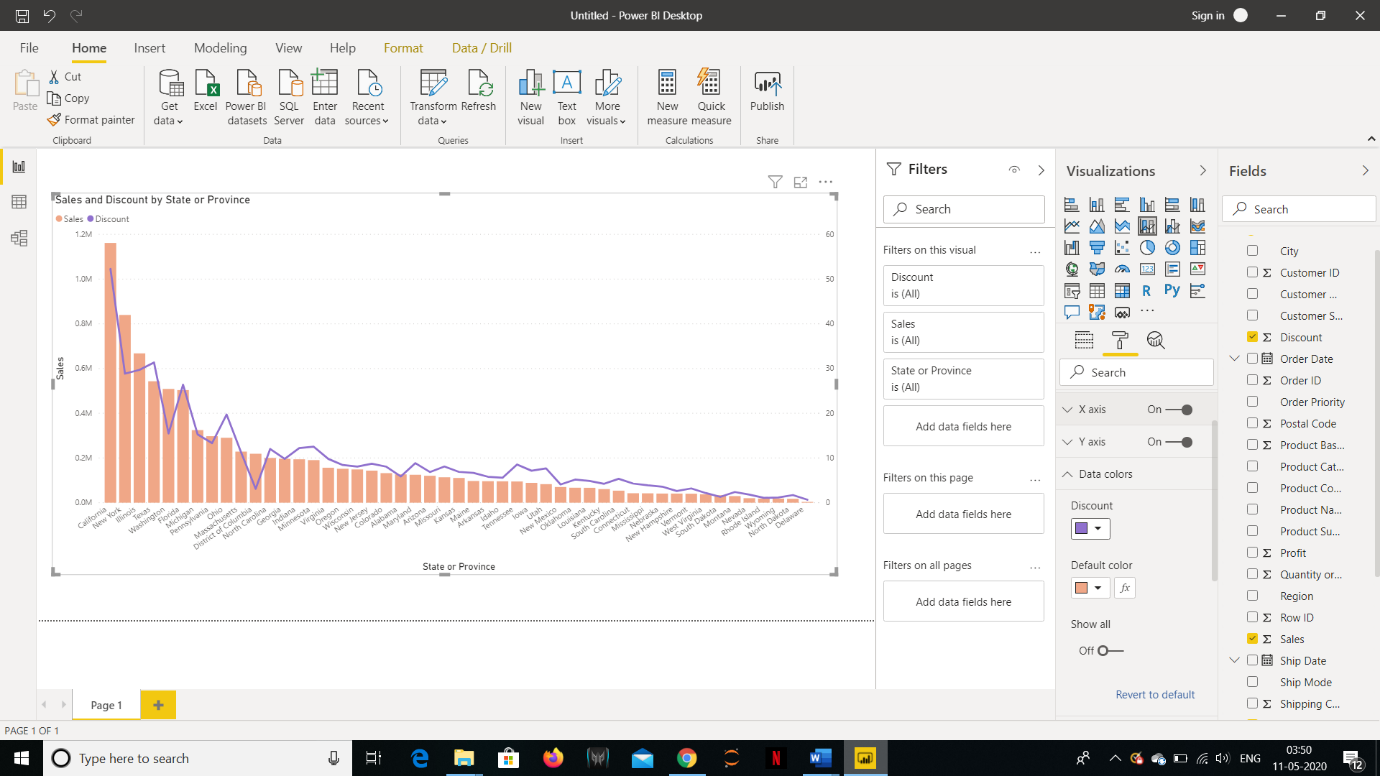 Untitled - Power BI Desktop
Sign in
File Home Insert Modeling View Help Format Data / Drill
Paste
Cut
Copy
Format painter
Clipboard
Get data
Excel
Power BI datasets
SQL Server
Enter data
Recent sources
Data
Transform data
Refresh
Queries
New visual
Text box
More visuals
Insert
New measure
Quick measure
Calculations
Publish
Share
Sales and Discount by State or Province
Sales Discount
1.2M
1.0M
0.8M
0.6M
0.4M
0.2M
0.0M
Sales
60
50
40
30
20
10
0
California
New York
Illinois
Texas
Washington
Florida
Michigan
Pennsylvania
Ohio
Massachusetts
District of Columbia
North Carolina
Georgia
Indiana
Minnesota
Virginia
Oregon
Wisconsin
New Jersey
Colorado
Alabama
Maryland
Arizona
Missouri
Kansas
Maine
Arkansas
Idaho
Tennessee
Iowa
Utah
New Mexico
Oklahoma
Louisiana
Kentucky
South Carolina
Connecticut
Mississippi
Nebraska
New Hampshire
Vermont
West Virginia
South Dakota
Montana
Nevada
Rhode Island
Wyoming
North Dakota
Delaware
State or Province
Filters
Search
Filters on this visual
Discount
is (All)
Sales
is (All)
State or Province
is (All)
Add data fields here
Filters on this page
Add data fields here
Filters on all pages
Add data fields here
Visualizations
123
R Py
Search
X axis On
Y axis On
Data colors
Discount
Default color
fx
Show all
Off
Revert to default
Fields
Search
City
Σ Customer ID
Customer ...
Customer S...
Σ Discount
Order Date
Σ Order ID
Order Priority
Σ Postal Code
Σ Product Bas...
Product Cat...
Product Co...
Product Na...
Product Su...
Σ Profit
Σ Quantity or...
Region
Σ Row ID
Σ Sales
Ship Date
Ship Mode
Σ Shipping C...
Page 1
PAGE 1 OF 1
Type here to search
ENG
03:50
11-05-2020
12